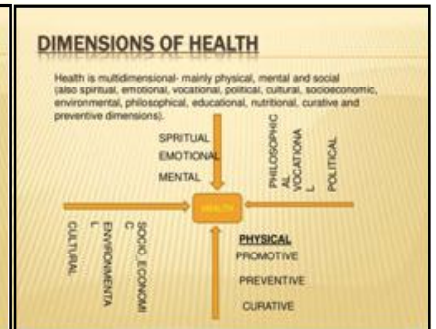 DIMENSIONS OF HEALTH
Health is multidimensional- mainly physical, mental and social
(also spiritual, emotional, vocational, political, cultural, socioeconomic,
environmental, philosophical, educational, nutritional, curative and
preventive dimensions).
SPRITUAL
EMOTIONAL
MENTAL
PHILOSOPHIC
AL
VOCATIONA
L
POLITICAL
HEALTH
CULTURAL
ENVIRONMENTA
L
SOCIO_ECONOMI
C
PHYSICAL
PROMOTIVE
PREVENTIVE
CURATIVE